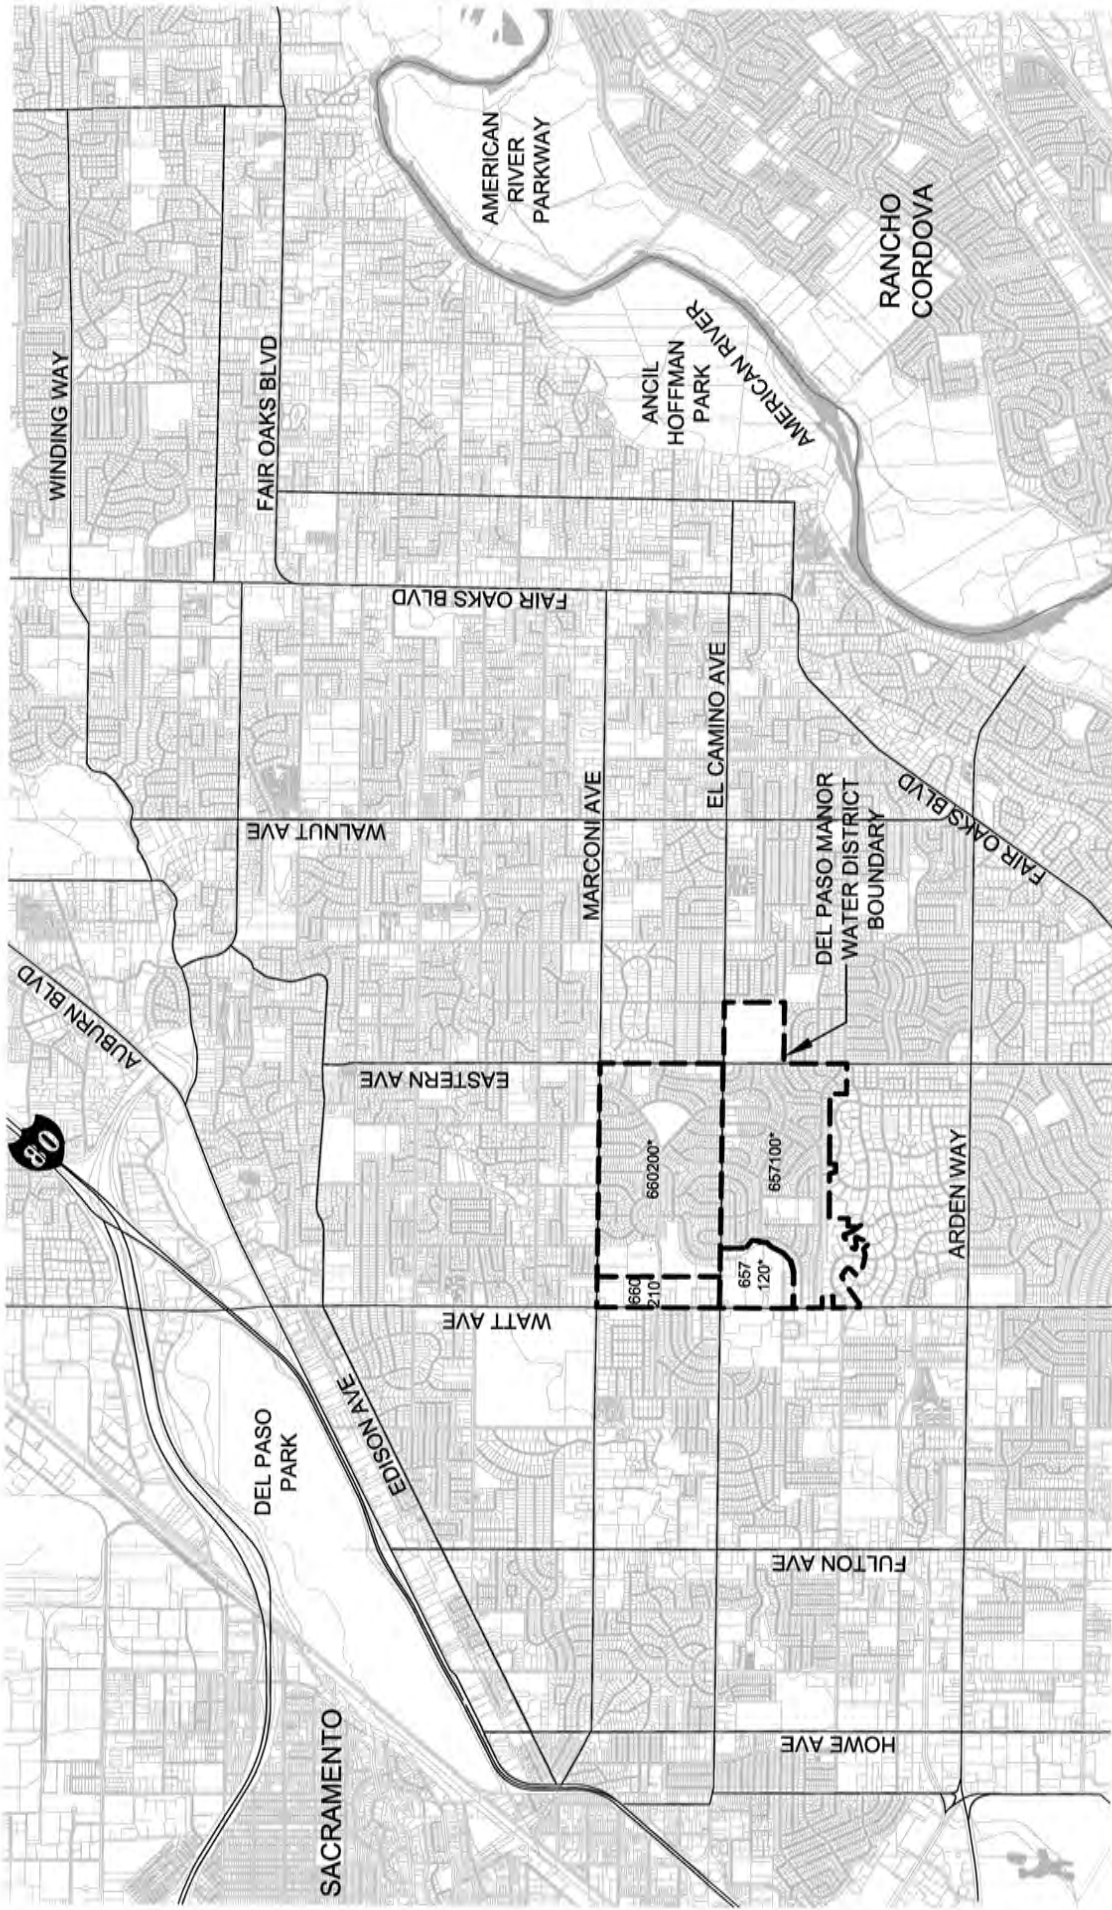 WINDING WAY
FAIR OAKS BLVD
AMERICAN
RIVER
PARKWAY
RANCHO
CORDOVA
ANCIL
HOFFMAN
PARK
AMERICAN RIVER
FAIR OAKS BLVD
EL CAMINO AVE
MARCONI AVE
WALNUT AVE
FAIR OAKS BLVD
DEL PASO MANOR
WATER DISTRICT
BOUNDARY
AUBURN BLVD
80
EASTERN AVE
660200*
657100*
660
210
657
120*
ARDEN WAY
WATT AVE
EDISON AVE
DEL PASO
PARK
FULTON AVE
HOWE AVE
SACRAMENTO